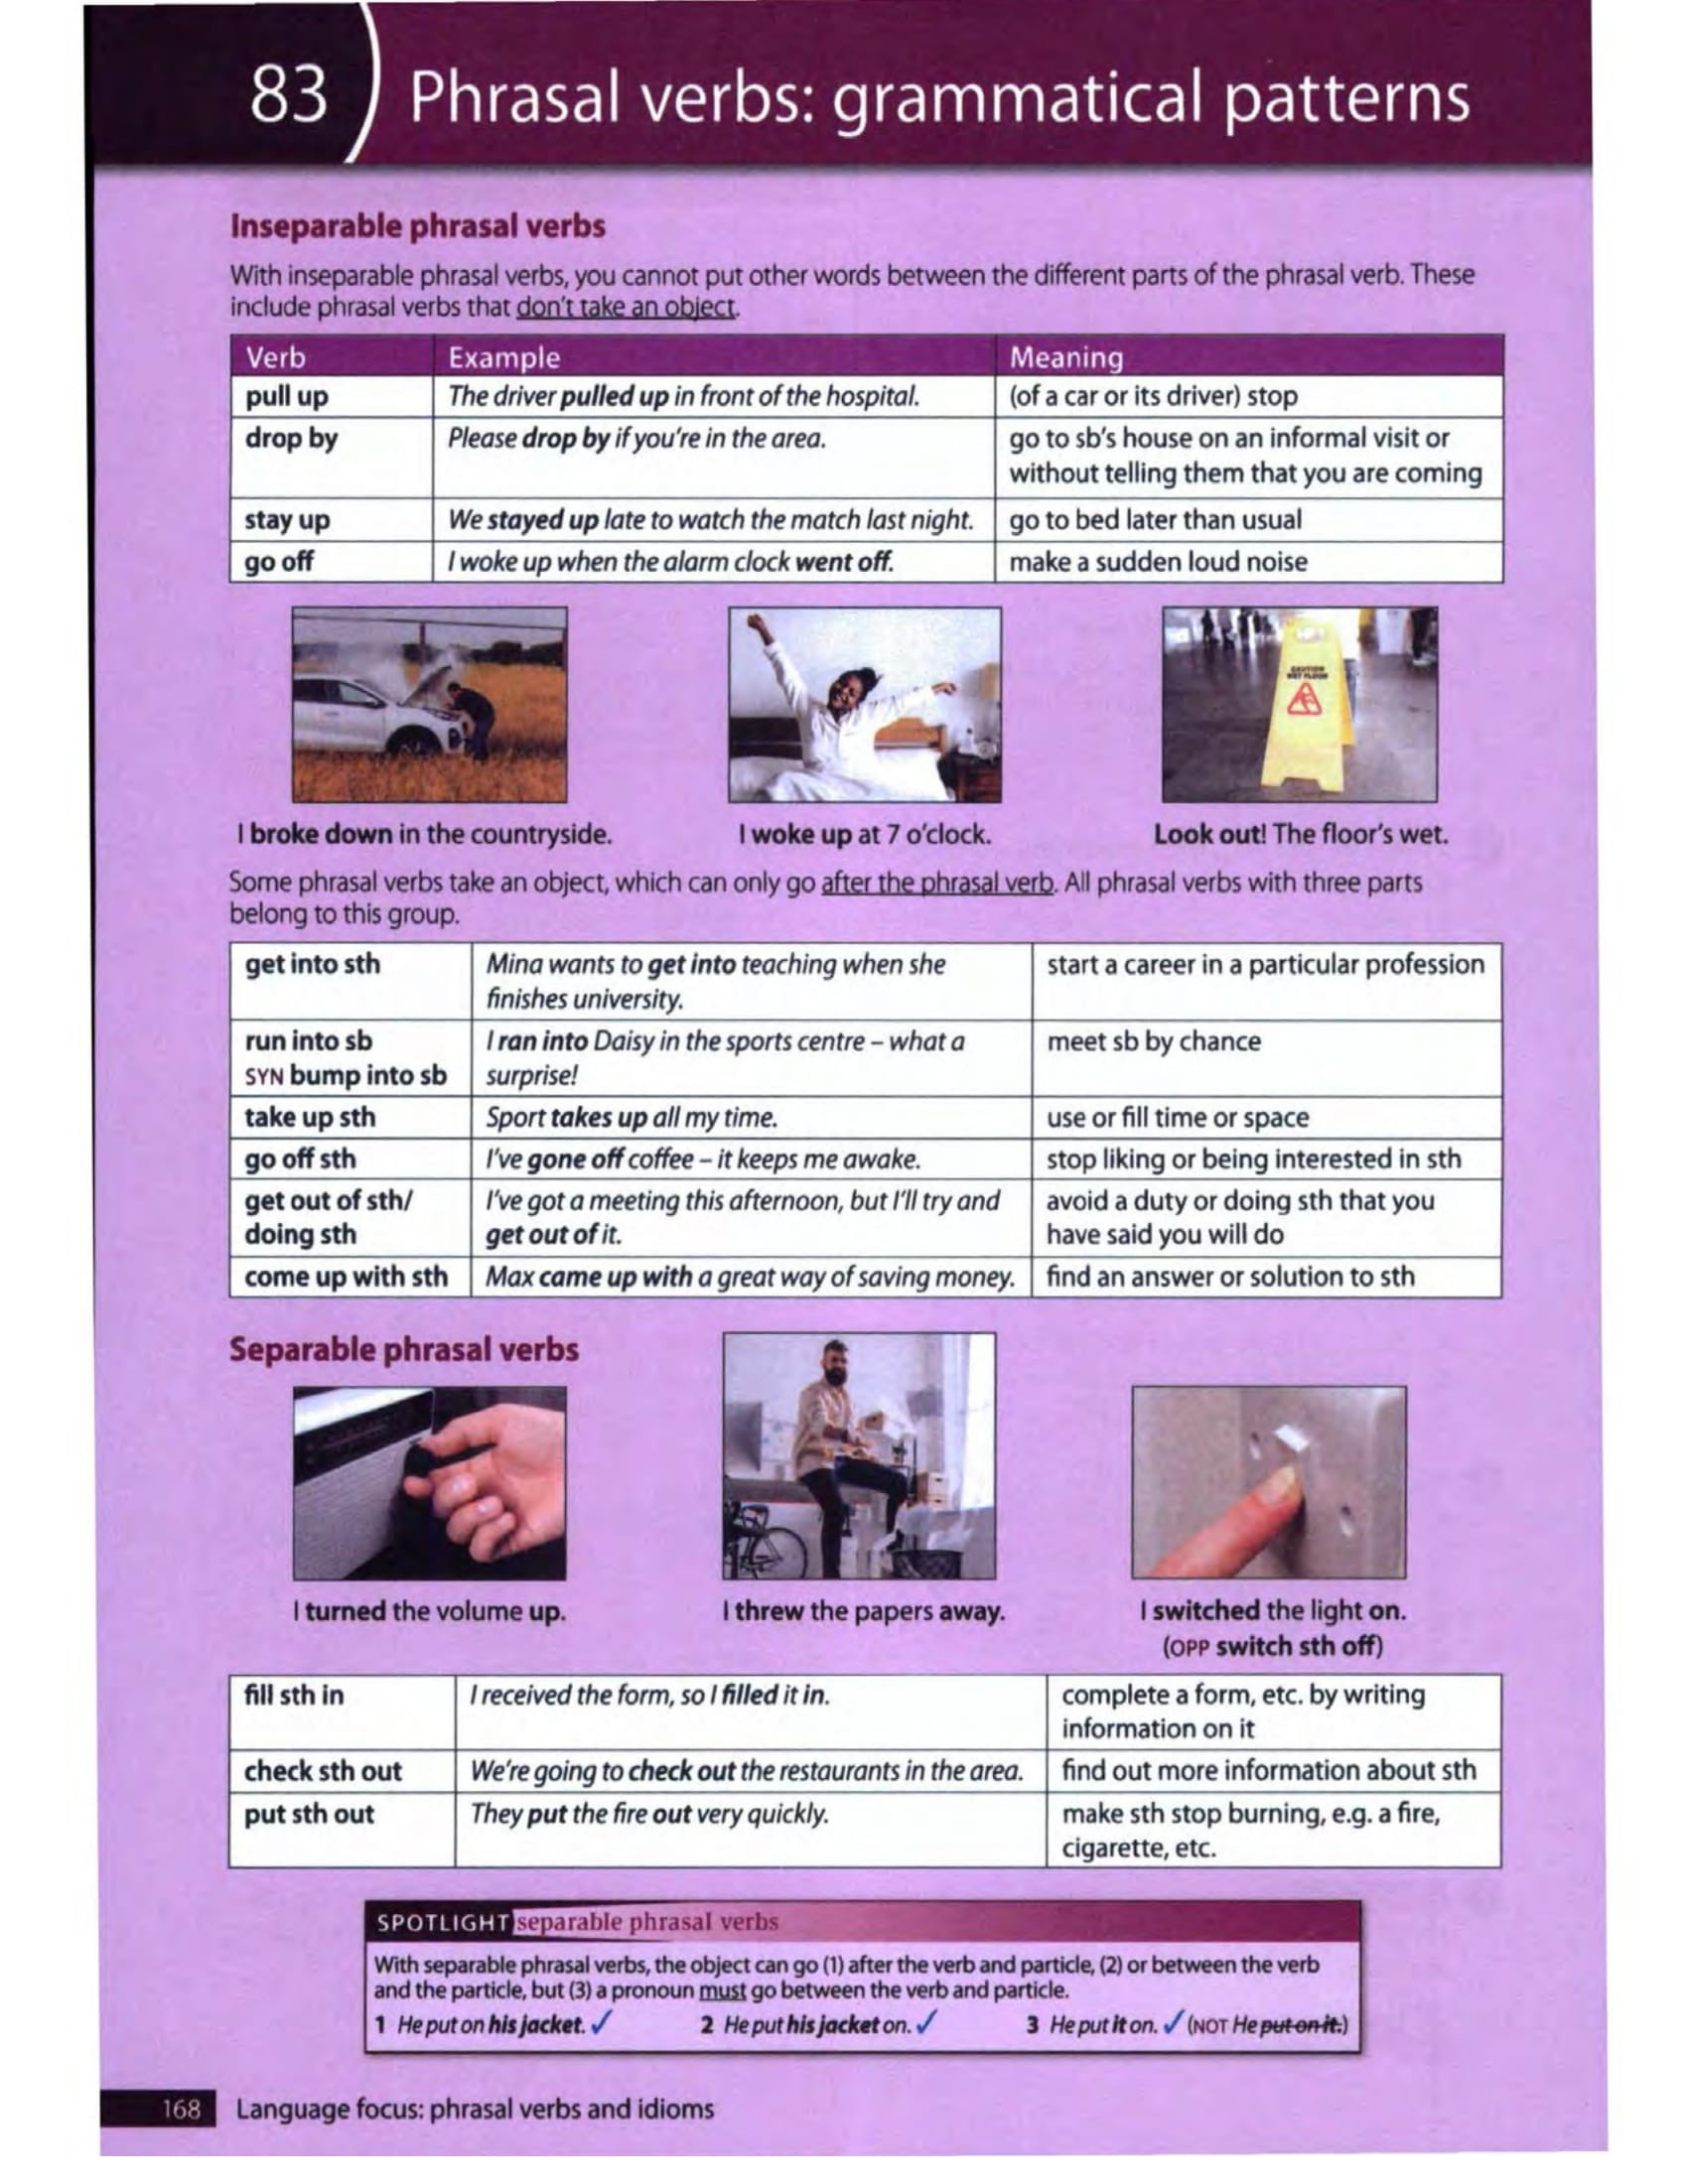 83
Phrasal verbs: grammatical patterns
Inseparable phrasal verbs
With inseparable phrasal verbs, you cannot put other words between the different parts of the phrasal verb. These
include phrasal verbs that don't take an object.
Verb Example Meaning
pull up The driver pulled up in front of the hospital. (of a car or its driver) stop
drop by Please drop by if you're in the area. go to sb's house on an informal visit or
without telling them that you are coming
stay up We stayed up late to watch the match last night. go to bed later than usual
go off I woke up when the alarm clock went off. make a sudden loud noise
CAUTION
WET FLOOR
I broke down in the countryside. I woke up at 7 o'clock. Look out! The floor's wet.
Some phrasal verbs take an object, which can only go after the phrasal verb. All phrasal verbs with three parts
belong to this group.
get into sth Mina wants to get into teaching when she start a career in a particular profession
finishes university.
run into sb I ran into Daisy in the sports centre – what a meet sb by chance
SYN bump into sb surprise!
take up sth Sport takes up all my time. use or fill time or space
go off sth I've gone off coffee – it keeps me awake. stop liking or being interested in sth
get out of sth/ I've got a meeting this afternoon, but I'll try and avoid a duty or doing sth that you
doing sth get out of it. have said you will do
come up with sth Max came up with a great way of saving money. find an answer or solution to sth
Separable phrasal verbs
I turned the volume up. I threw the papers away. I switched the light on.
(OPP switch sth off)
fill sth in I received the form, so I filled it in. complete a form, etc. by writing
information on it
check sth out We're going to check out the restaurants in the area. find out more information about sth
put sth out They put the fire out very quickly. make sth stop burning, e.g. a fire,
cigarette, etc.
SPOTLIGHT separable phrasal verbs
With separable phrasal verbs, the object can go (1) after the verb and particle, (2) or between the verb
and the particle, but (3) a pronoun must go between the verb and particle.
1 He put on his jacket. ✓ 2 He put his jacket on. ✓ 3 He put it on. ✓ (NOT He put on it.)
168 Language focus: phrasal verbs and idioms